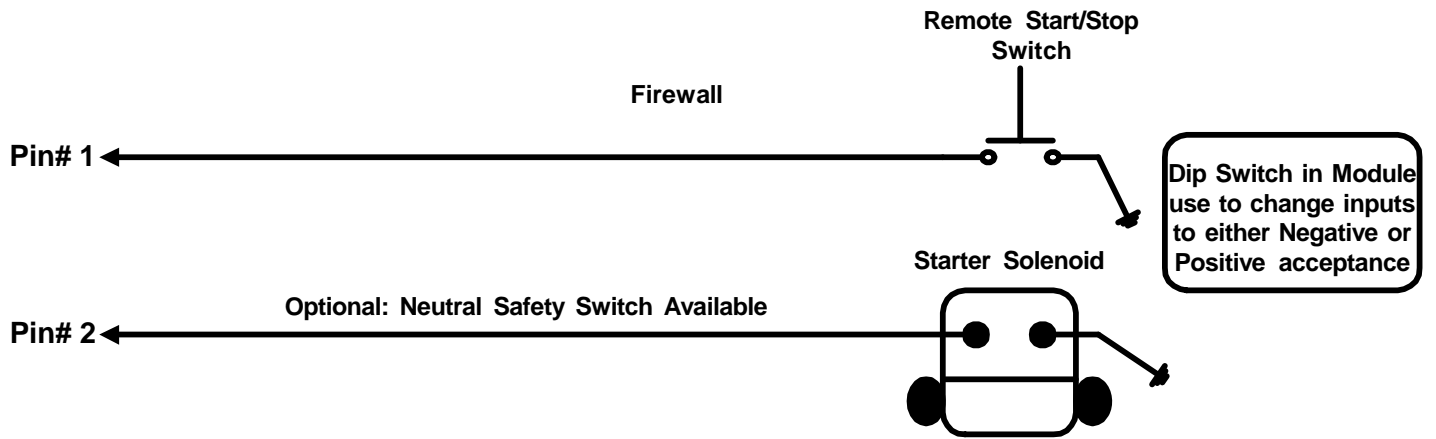 Remote Start/Stop
Switch
Firewall
Pin# 1
Dip Switch in Module
use to change inputs
to either Negative or
Positive acceptance
Starter Solenoid
Optional: Neutral Safety Switch Available
Pin# 2